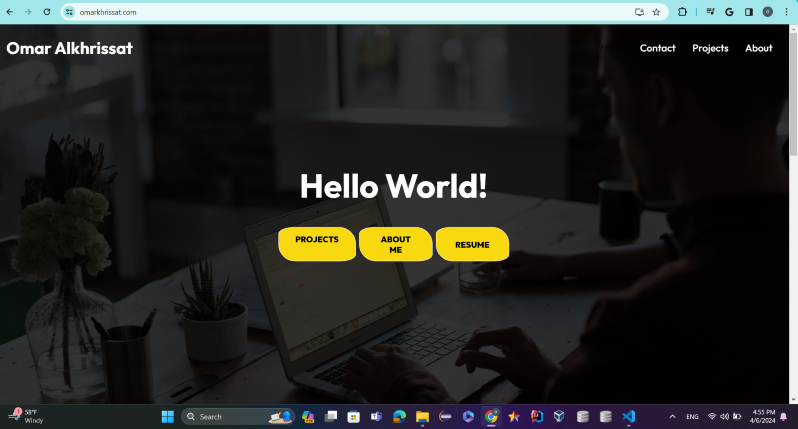 omarkhrissat.com
Omar Alkhrissat
Contact Projects About
Hello World!
PROJECTS
ABOUT
ME
RESUME
58°F
Windy
Search
ENG
4:55 PM
4/6/2024